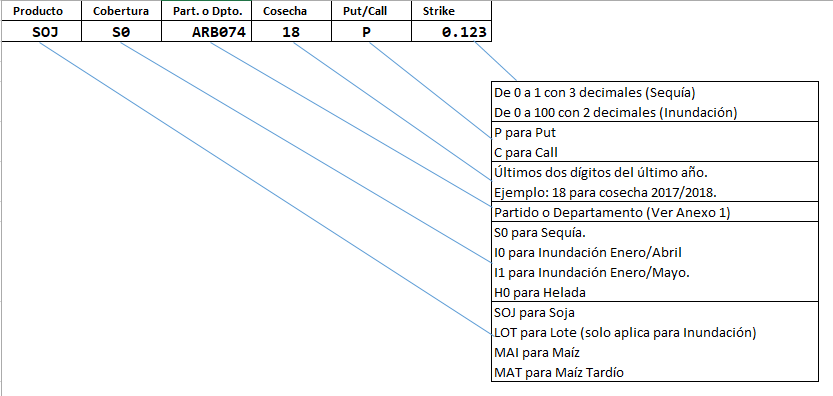 Producto Cobertura Part. o Dpto. Cosecha Put/Call Strike
SOJ S0 ARB074 18 P 0.123
De 0 a 1 con 3 decimales (Sequía)
De 0 a 100 con 2 decimales (Inundación)
P para Put
C para Call
Últimos dos dígitos del último año.
Ejemplo: 18 para cosecha 2017/2018.
Partido o Departamento (Ver Anexo 1)
S0 para Sequía.
I0 para Inundación Enero/Abril
I1 para Inundación Enero/Mayo.
H0 para Helada
SOJ para Soja
LOT para Lote (solo aplica para Inundación)
MAI para Maíz
MAT para Maíz Tardío